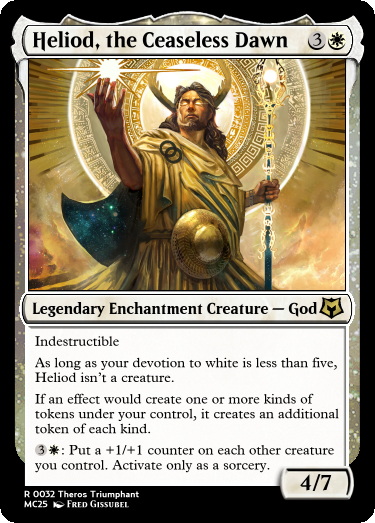 Heliod, the Ceaseless Dawn 3
Legendary Enchantment Creature — God
Indestructible
As long as your devotion to white is less than five,
Heliod isn't a creature.
If an effect would create one or more kinds of
tokens under your control, it creates an additional
token of each kind.
3: Put a +1/+1 counter on each other creature
you control. Activate only as a sorcery.
4/7
R 0032 Theros Triumphant
MC25 Fred Gissubel